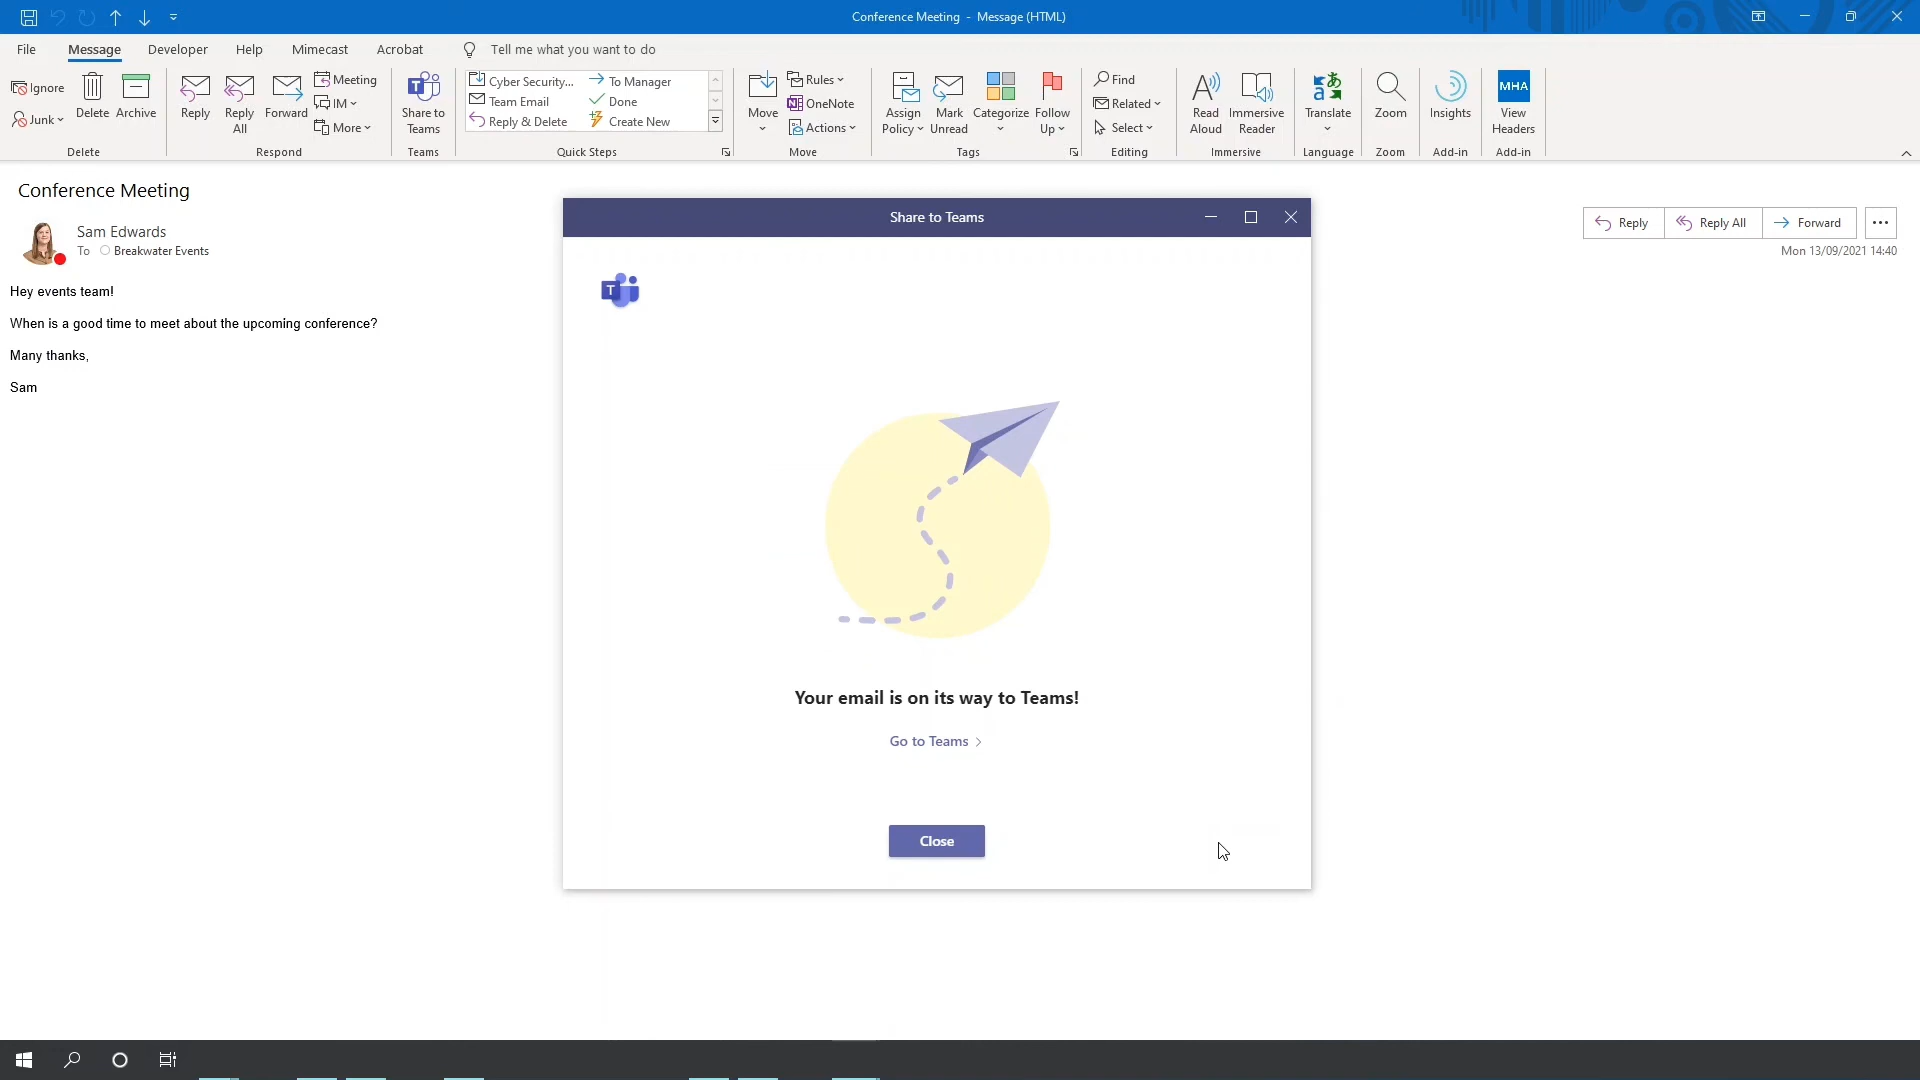 Conference Meeting - Message (HTML)
File Message Developer Help Mimecast Acrobat Tell me what you want to do
Ignore
Junk
Delete
Archive
Delete
Reply
Reply All
Forward
Meeting
IM
More
Respond
Share to Teams
Teams
Cyber Security...
Team Email
Reply & Delete
To Manager
Done
Create New
Quick Steps
Move
Rules
OneNote
Actions
Move
Assign Policy
Mark Unread
Categorize
Follow Up
Tags
Find
Related
Select
Editing
Read Aloud
Immersive Reader
Immersive
Translate
Language
Zoom
Zoom
Insights
Add-in
MHA
View Headers
Add-in
Conference Meeting
Sam Edwards
To Breakwater Events
Reply Reply All Forward
Mon 13/09/2021 14:40
Hey events team!
When is a good time to meet about the upcoming conference?
Many thanks,
Sam
Share to Teams
T
Your email is on its way to Teams!
Go to Teams
Close